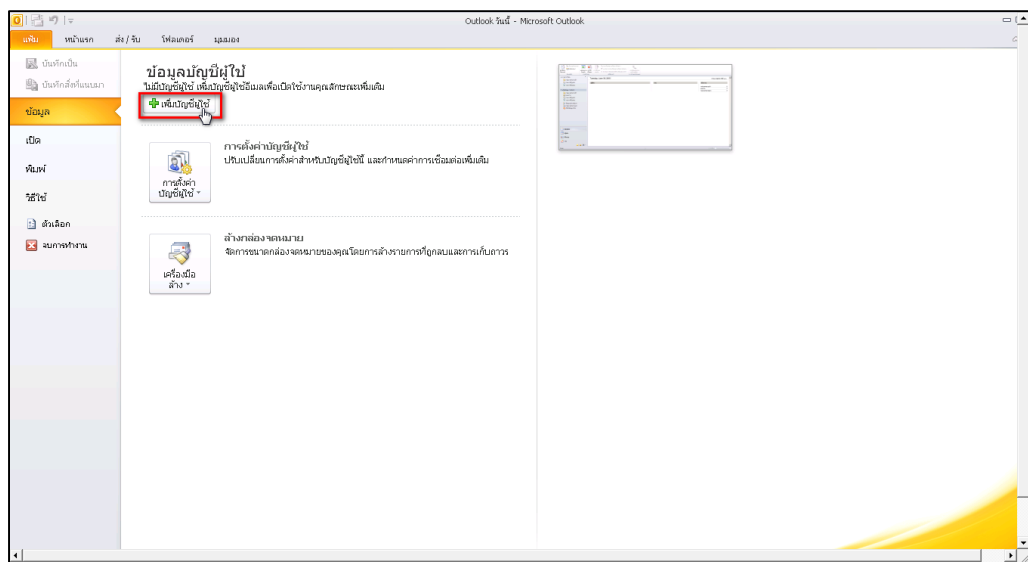 Outlook วันนี้ - Microsoft Outlook
แฟ้ม หน้าแรก ส่ง / รับ โฟลเดอร์ มุมมอง
บันทึกเป็น
บันทึกสิ่งที่แนบมา
ข้อมูล
เปิด
พิมพ์
วิธีใช้
ตัวเลือก
จบการทำงาน
ข้อมูลบัญชีผู้ใช้
ไม่มีบัญชีผู้ใช้ เพิ่มบัญชีผู้ใช้อีเมลเพื่อเปิดใช้งานคุณลักษณะเพิ่มเติม
เพิ่มบัญชีผู้ใช้
การตั้งค่าบัญชีผู้ใช้
ปรับเปลี่ยนการตั้งค่าสำหรับบัญชีผู้ใช้นี้ และกำหนดค่าการเชื่อมต่อเพิ่มเติม
การตั้งค่า
บัญชีผู้ใช้
ล้างกล่องจดหมาย
จัดการขนาดกล่องจดหมายของคุณโดยการล้างรายการที่ถูกลบและการเก็บถาวร
เครื่องมือ
ล้าง